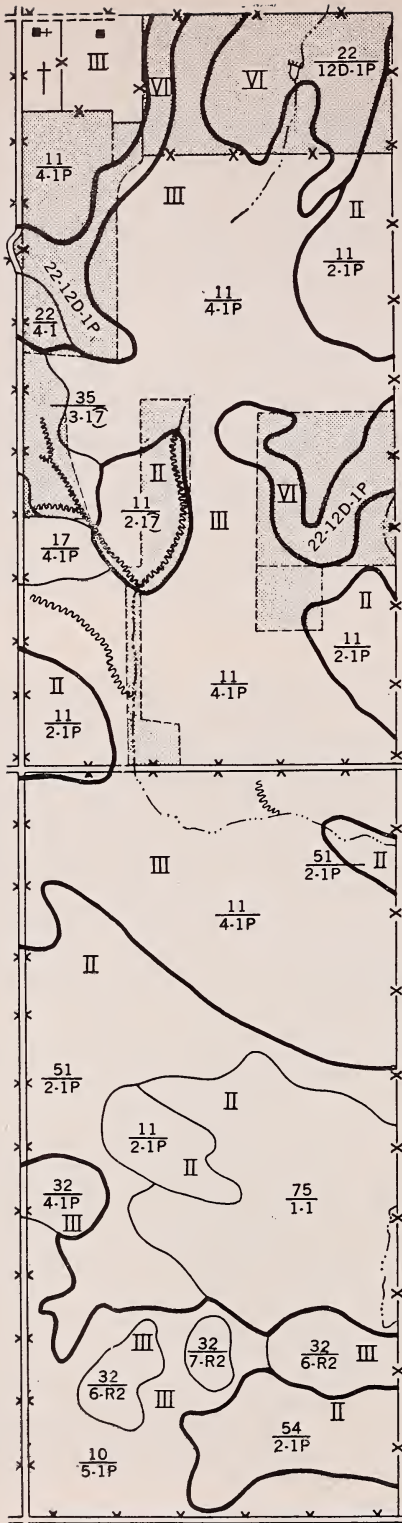 III
VI
VI
22
12D-1P
11
4-1P
III
II
11
2-1P
22-12D-1P
11
4-1P
22
4-1
35
3-17
II
11
2-17
III
VI
22-12D-1P
17
4-1P
II
11
2-1P
II
11
2-1P
11
4-1P
III
51
2-1P
II
11
4-1P
II
51
2-1P
II
11
2-1P
II
32
4-1P
III
75
1-1
III
32
7-R2
32
6-R2
III
32
6-R2
III
II
54
2-1P
10
5-1P